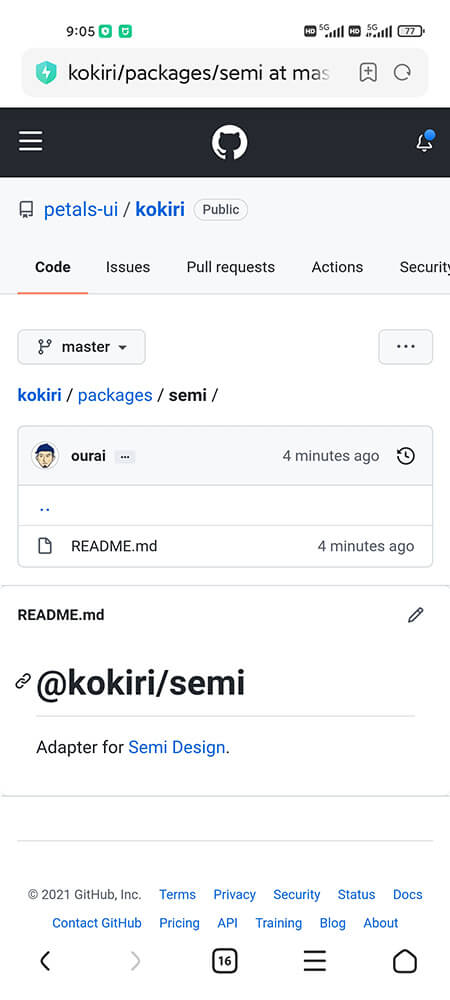 9:05 HD 5G HD 5G 77
kokiri/packages/semi at mas
petals-ui / kokiri Public
Code Issues Pull requests Actions Security
master ...
kokiri / packages / semi /
ourai ... 4 minutes ago
..
README.md 4 minutes ago
README.md
@kokiri/semi
Adapter for Semi Design.
© 2021 GitHub, Inc. Terms Privacy Security Status Docs
Contact GitHub Pricing API Training Blog About
16